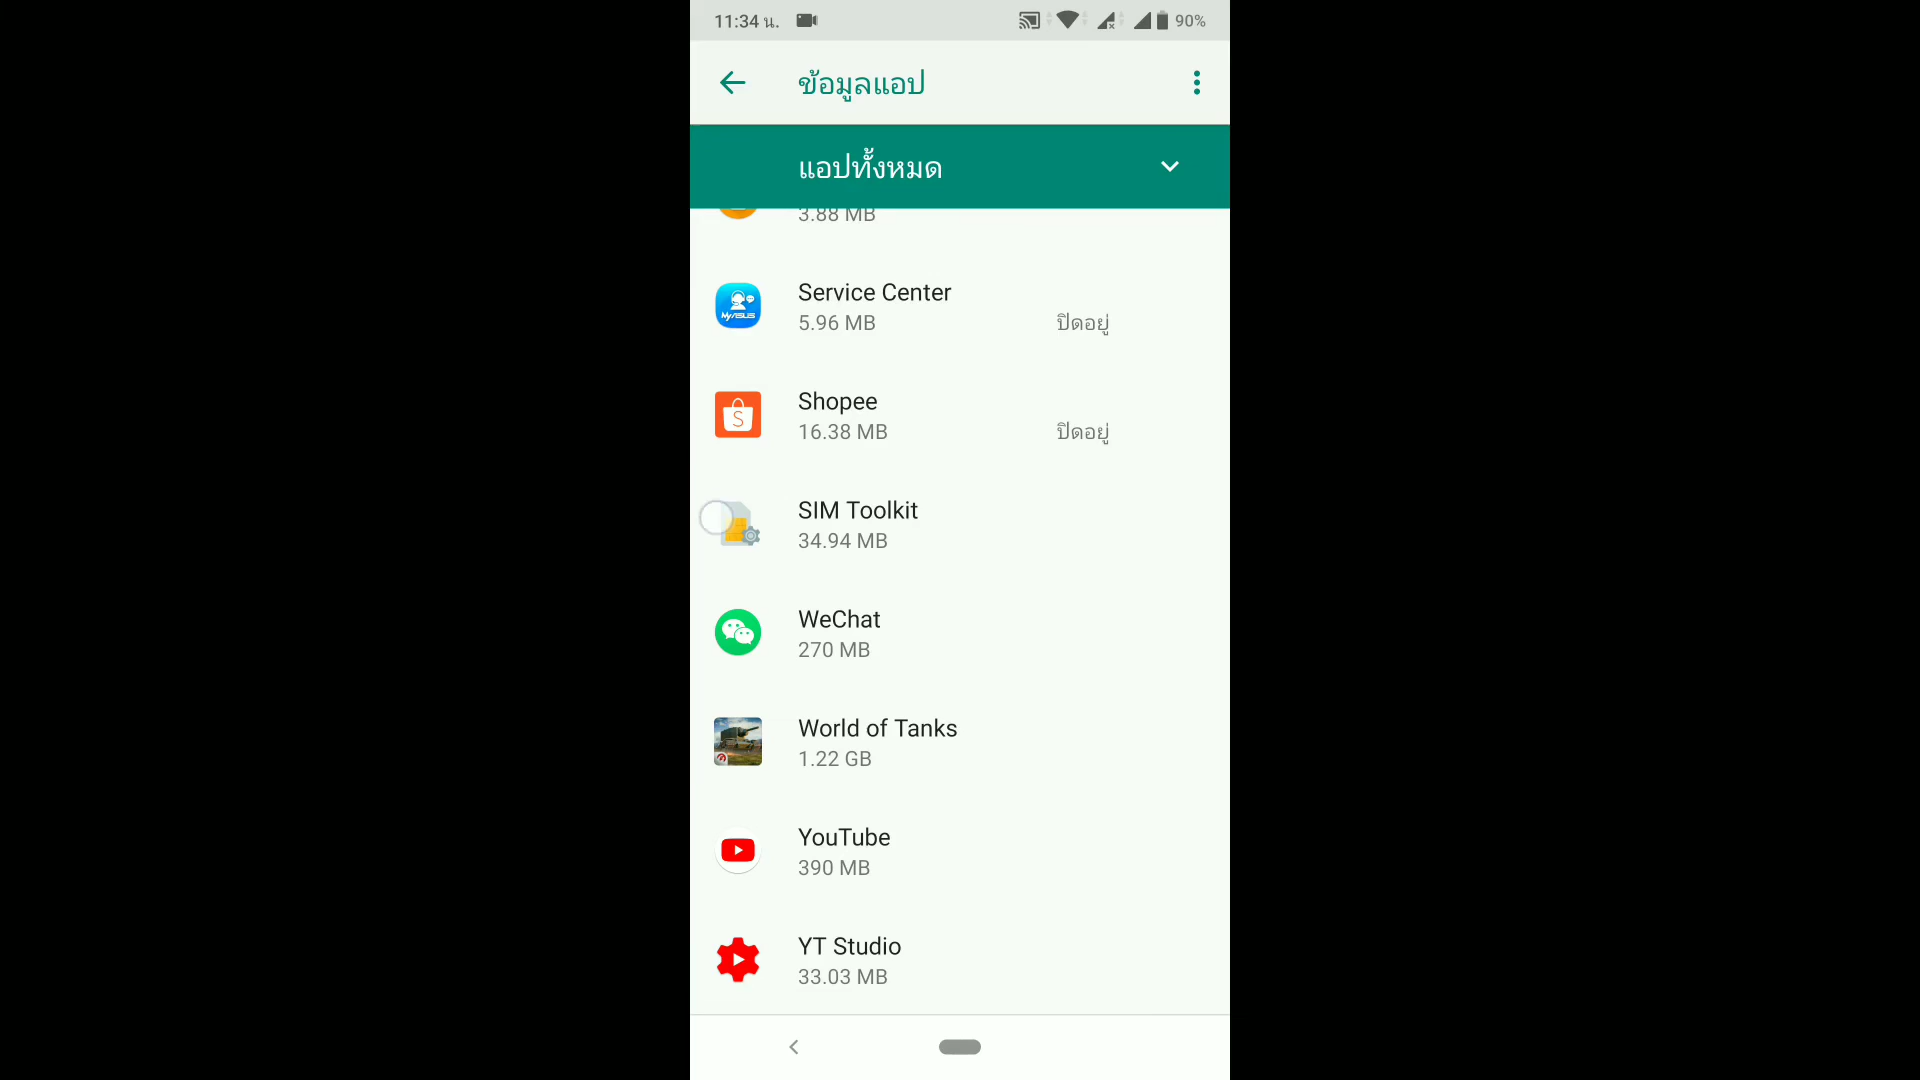 11:34 น.
90%
ข้อมูลแอป
แอปทั้งหมด
3.88 MB
Service Center
5.96 MB ปิดอยู่
MyASUS
Shopee
16.38 MB ปิดอยู่
S
SIM Toolkit
34.94 MB
WeChat
270 MB
World of Tanks
1.22 GB
YouTube
390 MB
YT Studio
33.03 MB